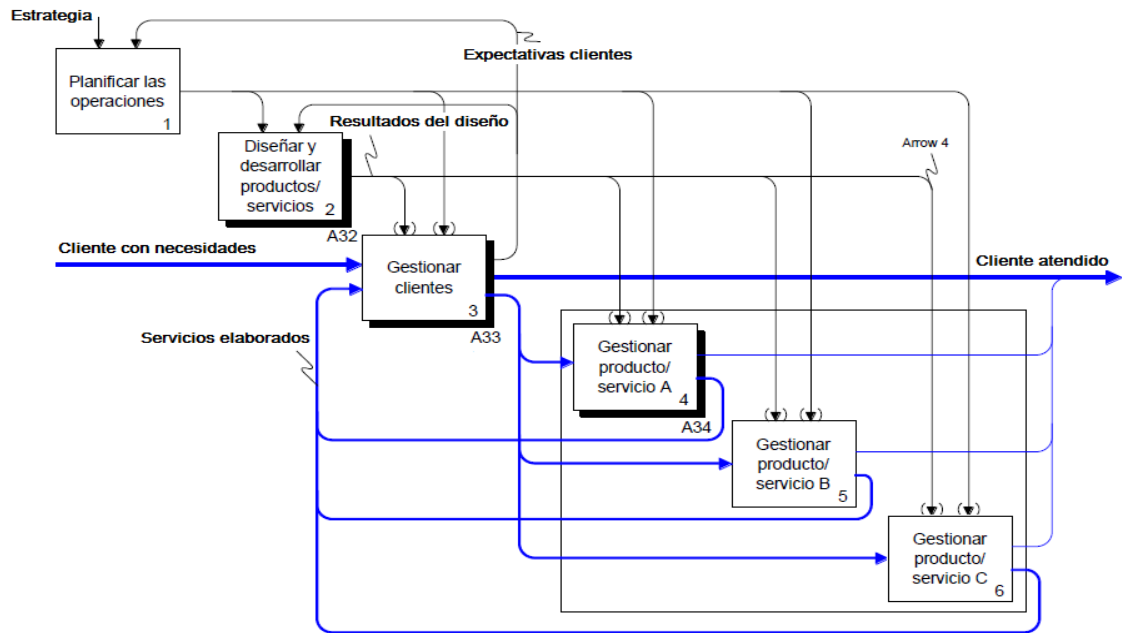 Estrategia
Expectativas clientes
Planificar las
operaciones
1
Resultados del diseño
Arrow 4
Diseñar y
desarrollar
productos/
servicios
2
A32
Cliente con necesidades
Gestionar
clientes
3
A33
Cliente atendido
Servicios elaborados
Gestionar
producto/
servicio A
4
A34
Gestionar
producto/
servicio B
5
Gestionar
producto/
servicio C
6